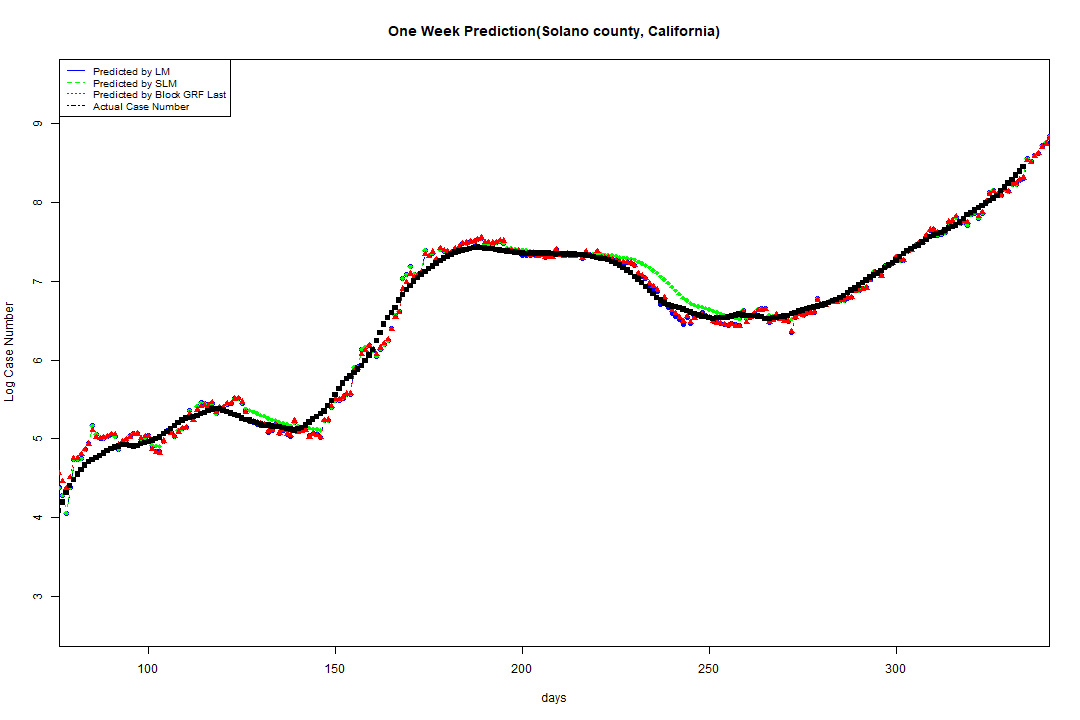 One Week Prediction(Solano county, California)
Predicted by LM
Predicted by SLM
Predicted by Block GRF Last
Actual Case Number
9
8
7
6
5
4
3
Log Case Number
100 150 200 250 300
days